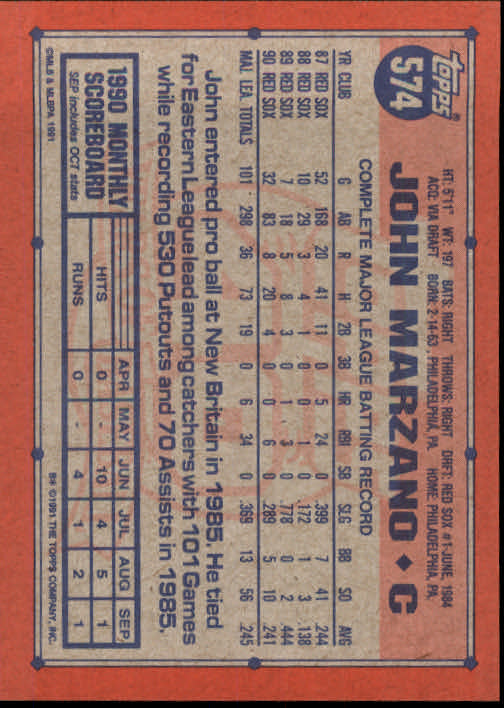 topps®
574
JOHN MARZANO ♦ C
HT: 5'11" WT: 197 BATS: RIGHT THROWS: RIGHT DRFT: RED SOX #1-JUNE, 1984
ACQ: VIA DRAFT BORN: 2-14-63, PHILADELPHIA, PA. HOME: PHILADELPHIA, PA.
COMPLETE MAJOR LEAGUE BATTING RECORD
YR CLUB G AB R H 2B 3B HR RBI SB SLG BB SO AVG
87 RED SOX 52 168 20 41 11 0 5 24 0 .399 7 41 .244
88 RED SOX 10 29 3 4 1 0 0 1 0 .172 1 3 .138
89 RED SOX 7 18 5 8 3 0 1 3 0 .778 0 2 .444
90 RED SOX 32 83 8 20 4 0 0 6 0 .289 5 10 .241
MAJ. LEA. TOTALS 101 298 36 73 19 0 6 34 0 .369 13 56 .245
John entered pro ball at New Britain in 1985. He tied
for Eastern League lead among catchers with 101 Games
while recording 530 Putouts and 70 Assists in 1985.
1990 MONTHLY
SCOREBOARD
SEP includes OCT stats
APR MAY JUN JUL AUG SEP
HITS 0 - 10 4 5 1
RUNS 0 - 4 1 2 1
©MLB & MLBPA 1991
B* ©1991 THE TOPPS COMPANY, INC.